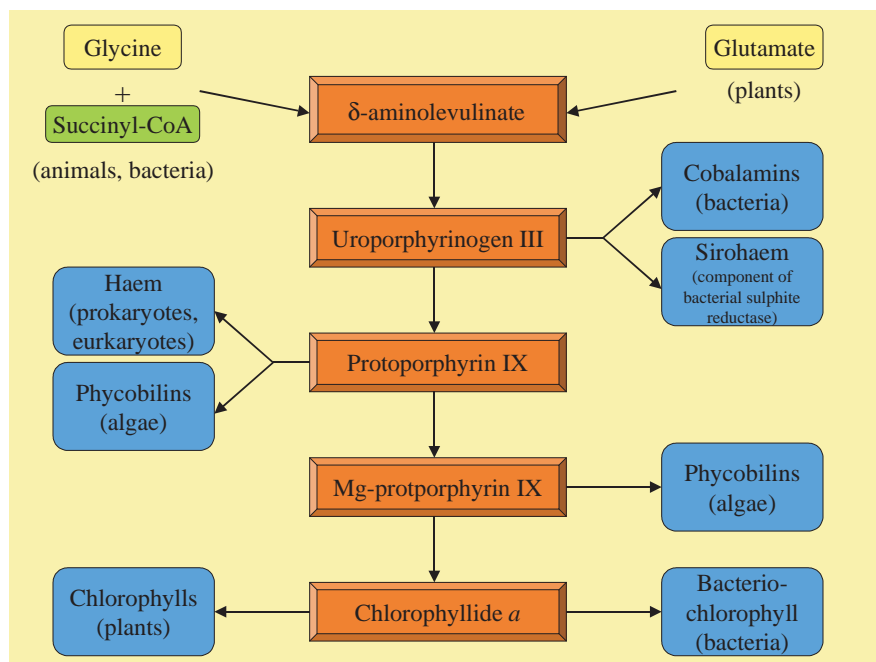 Glycine
+
Succinyl-CoA
(animals, bacteria)
Glutamate
(plants)
δ-aminolevulinate
Uroporphyrinogen III
Cobalamins
(bacteria)
Sirohaem
(component of
bacterial sulphite
reductase)
Haem
(prokaryotes,
eurkaryotes)
Phycobilins
(algae)
Protoporphyrin IX
Mg-protporphyrin IX
Phycobilins
(algae)
Chlorophylls
(plants)
Chlorophyllide a
Bacterio-
chlorophyll
(bacteria)